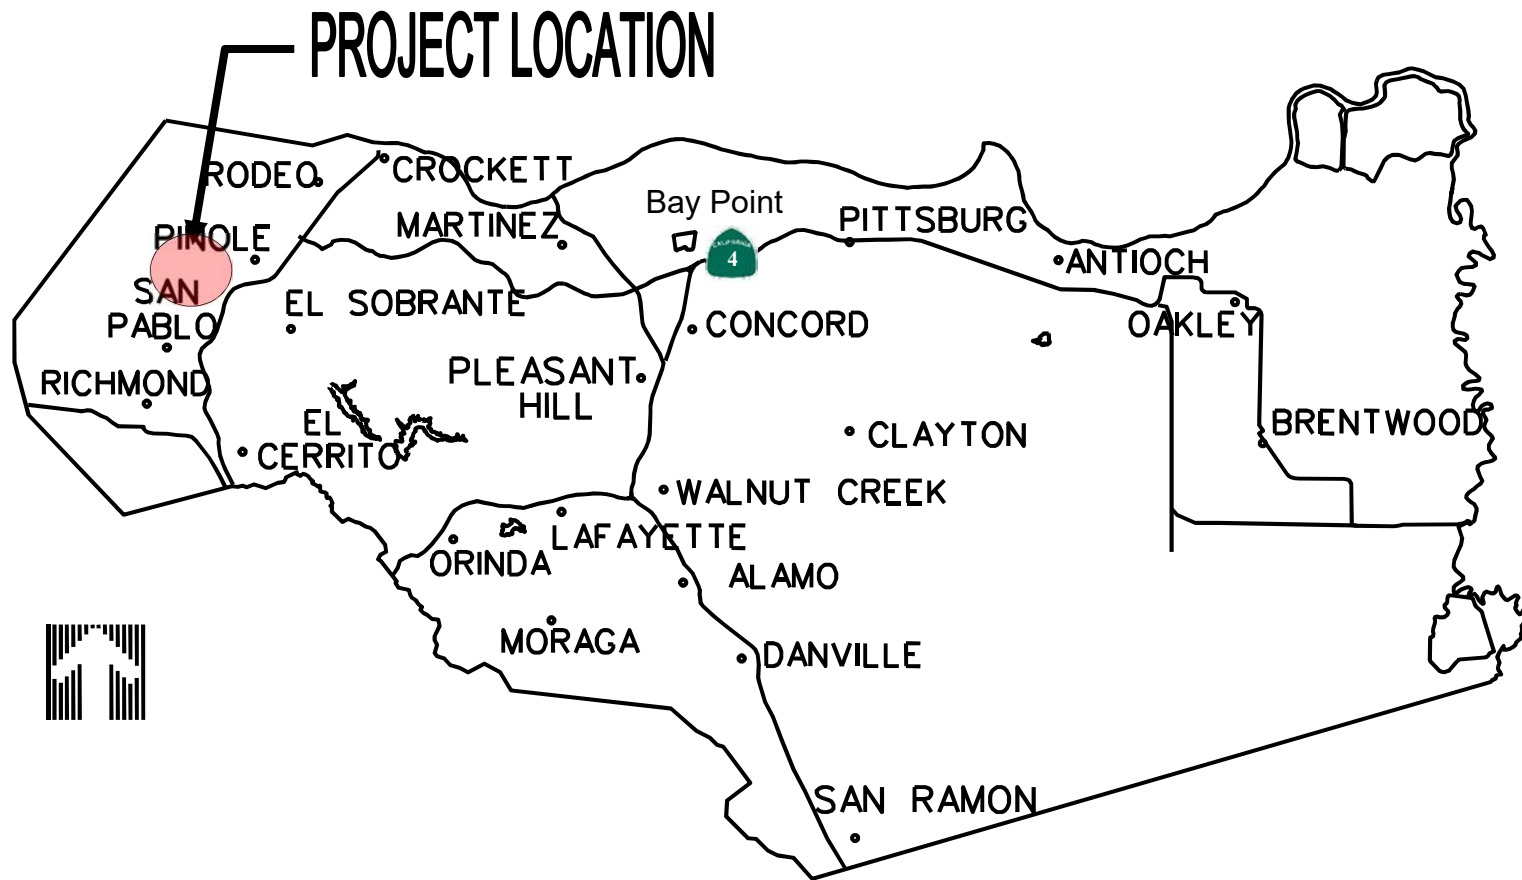 PROJECT LOCATION
RODEO
CROCKETT
Bay Point
MARTINEZ
PITTSBURG
PINOLE
CALIFORNIA
4
ANTIOCH
SAN
PABLO
EL SOBRANTE
CONCORD
OAKLEY
RICHMOND
PLEASANT
HILL
EL
CERRITO
CLAYTON
BRENTWOOD
WALNUT CREEK
LAFAYETTE
ORINDA
ALAMO
MORAGA
DANVILLE
SAN RAMON